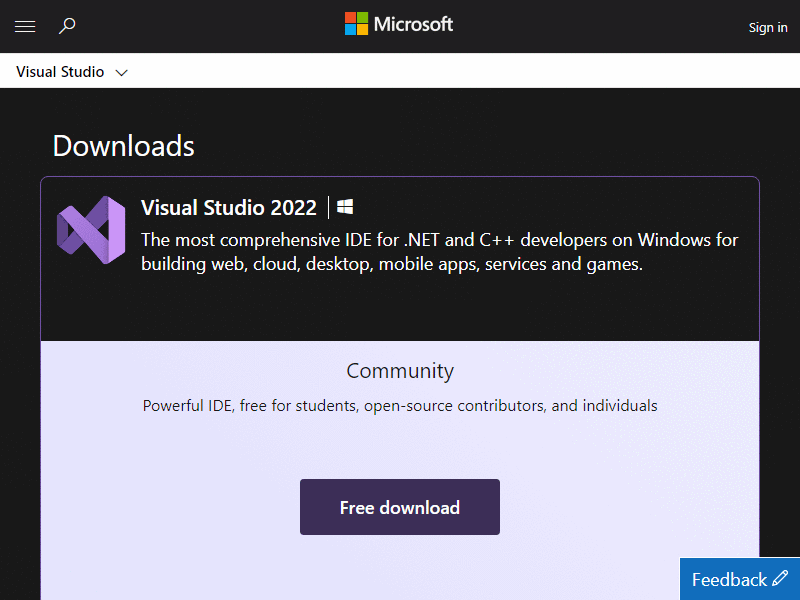 Microsoft
Sign in
Visual Studio
Downloads
Visual Studio 2022
The most comprehensive IDE for .NET and C++ developers on Windows for
building web, cloud, desktop, mobile apps, services and games.
Community
Powerful IDE, free for students, open-source contributors, and individuals
Free download
Feedback